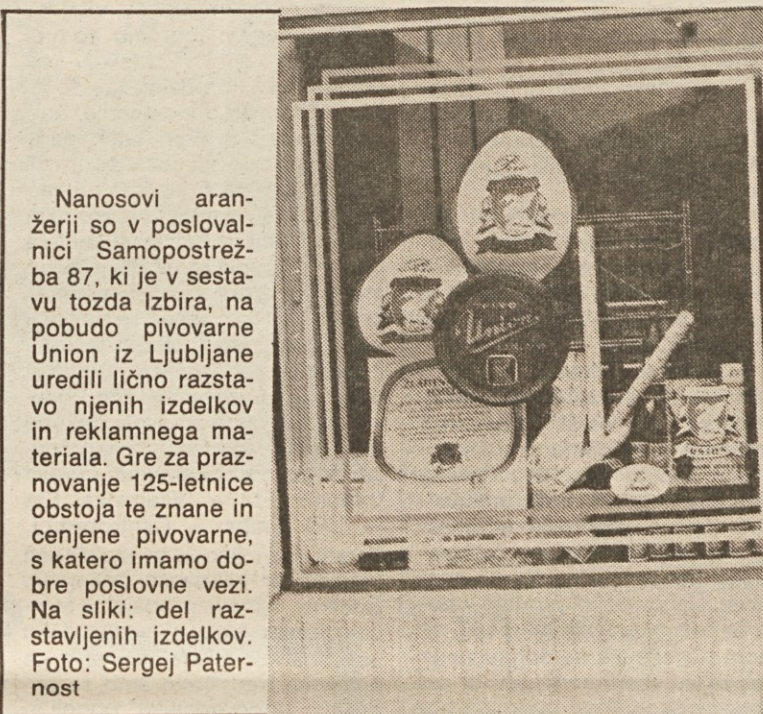 Nanosovi aran-
žerji so v posloval-
nici Samopostrež-
ba 87, ki je v sesta-
vu tozda Izbira, na
pobudo pivovarne
Union iz Ljubljane
uredili lično razsta-
vo njenih izdelkov
in reklamnega ma-
teriala. Gre za praz-
novanje 125-letnice
obstoja te znane in
cenjene pivovarne,
s katero imamo do-
bre poslovne vezi.
Na sliki: del raz-
stavljenih izdelkov.
Foto: Sergej Pater-
nost
Union
UNION